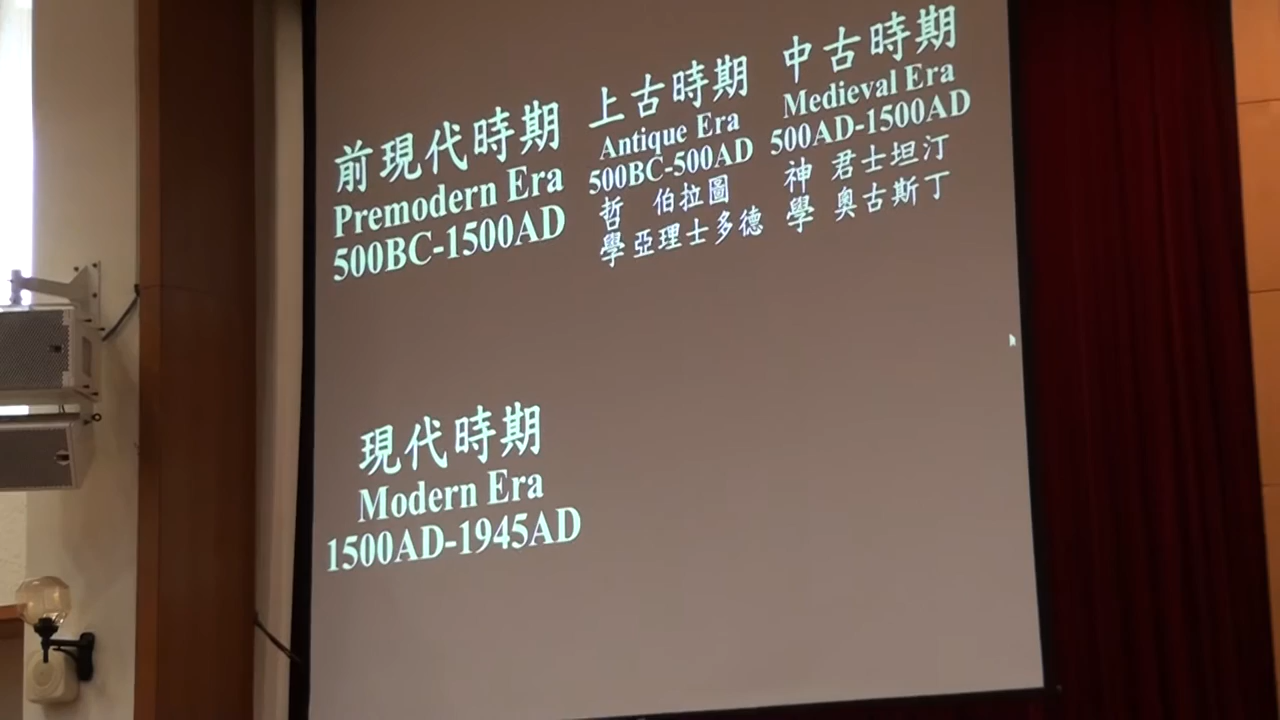 前現代時期
Premodern Era
500BC-1500AD
上古時期
Antique Era
500BC-500AD
哲學
伯拉圖
亞理士多德
中古時期
Medieval Era
500AD-1500AD
神學
君士坦汀
奧古斯丁
現代時期
Modern Era
1500AD-1945AD